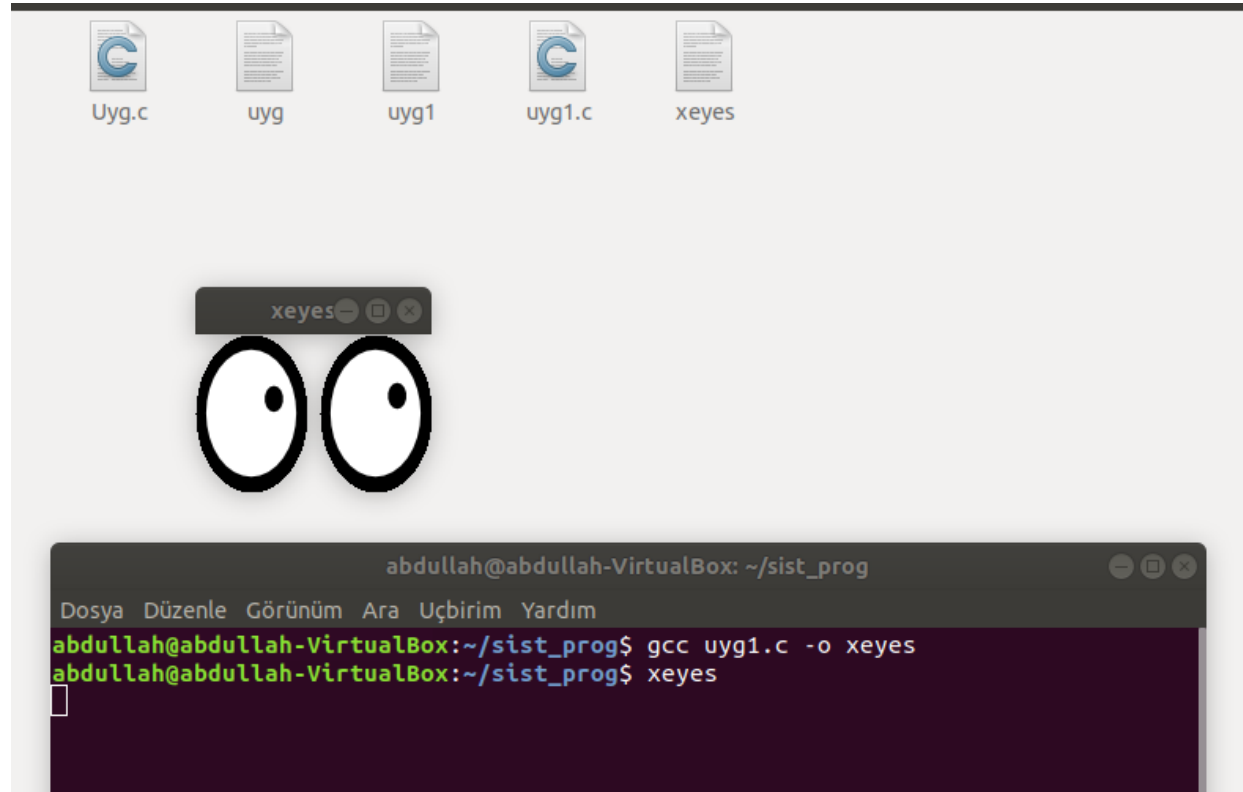 Uyg.c uyg uyg1 uyg1.c xeyes
xeyes
abdullah@abdullah-VirtualBox: ~/sist_prog
Dosya Düzenle Görünüm Ara Uçbirim Yardım
abdullah@abdullah-VirtualBox:~/sist_prog$ gcc uyg1.c -o xeyes
abdullah@abdullah-VirtualBox:~/sist_prog$ xeyes